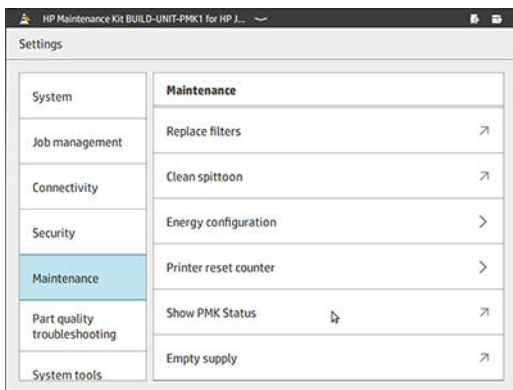 HP Maintenance Kit BUILD-UNIT-PMK1 for HP J...
Settings
System
Job management
Connectivity
Security
Maintenance
Part quality
troubleshooting
System tools
Maintenance
Replace filters
Clean spittoon
Energy configuration
Printer reset counter
Show PMK Status
Empty supply